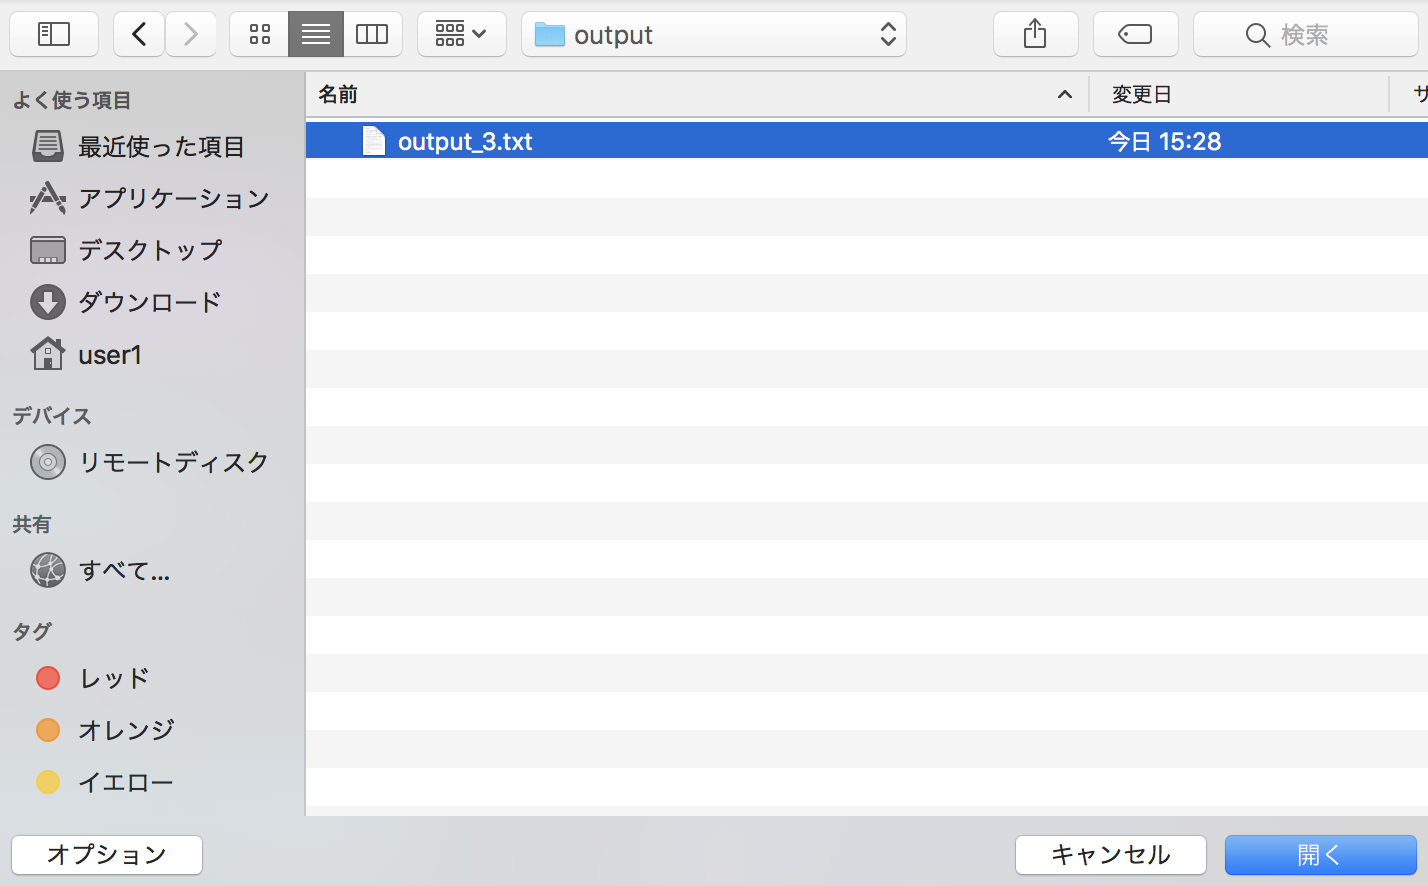 output
検索
よく使う項目
最近使った項目
アプリケーション
デスクトップ
ダウンロード
user1
デバイス
リモートディスク
共有
すべて...
タグ
レッド
オレンジ
イエロー
名前
変更日
サ
output_3.txt
今日 15:28
オプション
キャンセル
開く